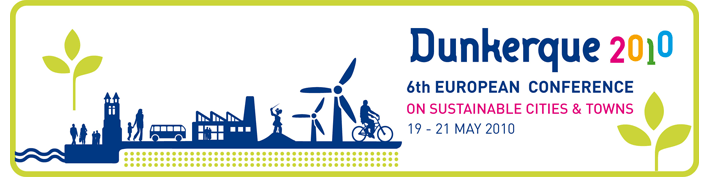 Dunkerque 2010
6th EUROPEAN CONFERENCE
ON SUSTAINABLE CITIES & TOWNS
19 - 21 MAY 2010